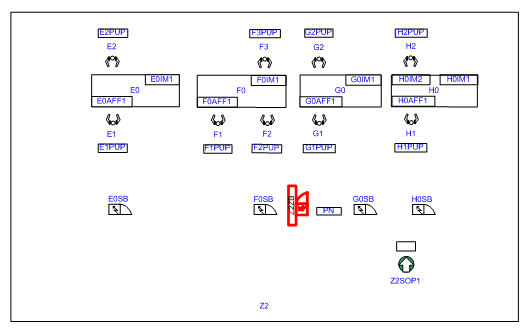 E2PUP F3PUP G2PUP H2PUP
E2 F3 G2 H2
E0IM1 F0IM1 G0IM1 H0IM2 H0IM1
E0 F0 G0 H0
E0AFF1 F0AFF1 G0AFF1 H0AFF1
E1 F1 F2 G1 H1
E1PUP F1PUP F2PUP G1PUP H1PUP
E0SB F0SB G0SB H0SB
PN
Z2SOP1
Z2